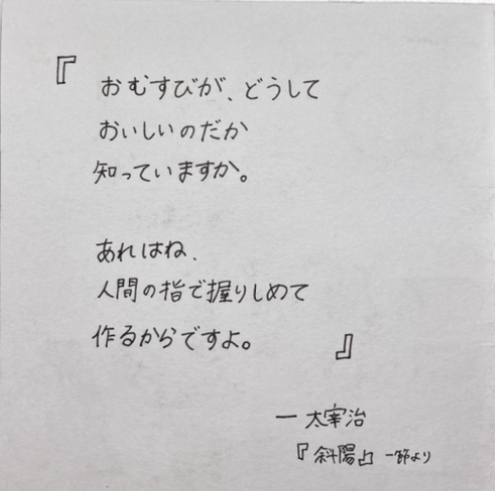 『
おむすびが、どうして
おいしいのだか
知っていますか。
あれはね、
人間の指で握りしめて
作るからですよ。
』
― 太宰治
『斜陽』一節より